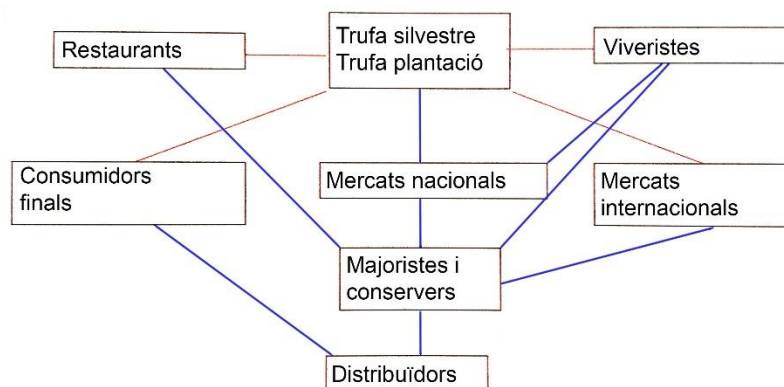 Restaurants
Trufa silvestre
Trufa plantació
Viveristes
Consumidors
finals
Mercats nacionals
Mercats
internacionals
Majoristes i
conservers
Distribuïdors